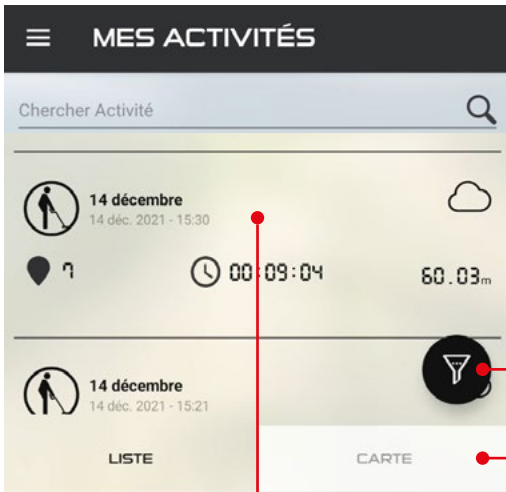 MES ACTIVITÉS
Chercher Activité
14 décembre
14 déc. 2021 - 15:30
7 00:09:04 60.03m
14 décembre
14 déc. 2021 - 15:21
LISTE CARTE